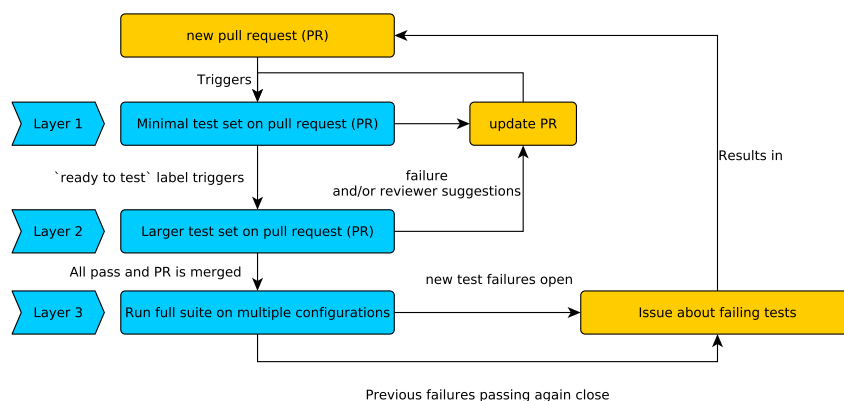 new pull request (PR)
Triggers
Layer 1
Minimal test set on pull request (PR)
update PR
Results in
`ready to test` label triggers
failure
and/or reviewer suggestions
Layer 2
Larger test set on pull request (PR)
All pass and PR is merged
new test failures open
Layer 3
Run full suite on multiple configurations
Issue about failing tests
Previous failures passing again close